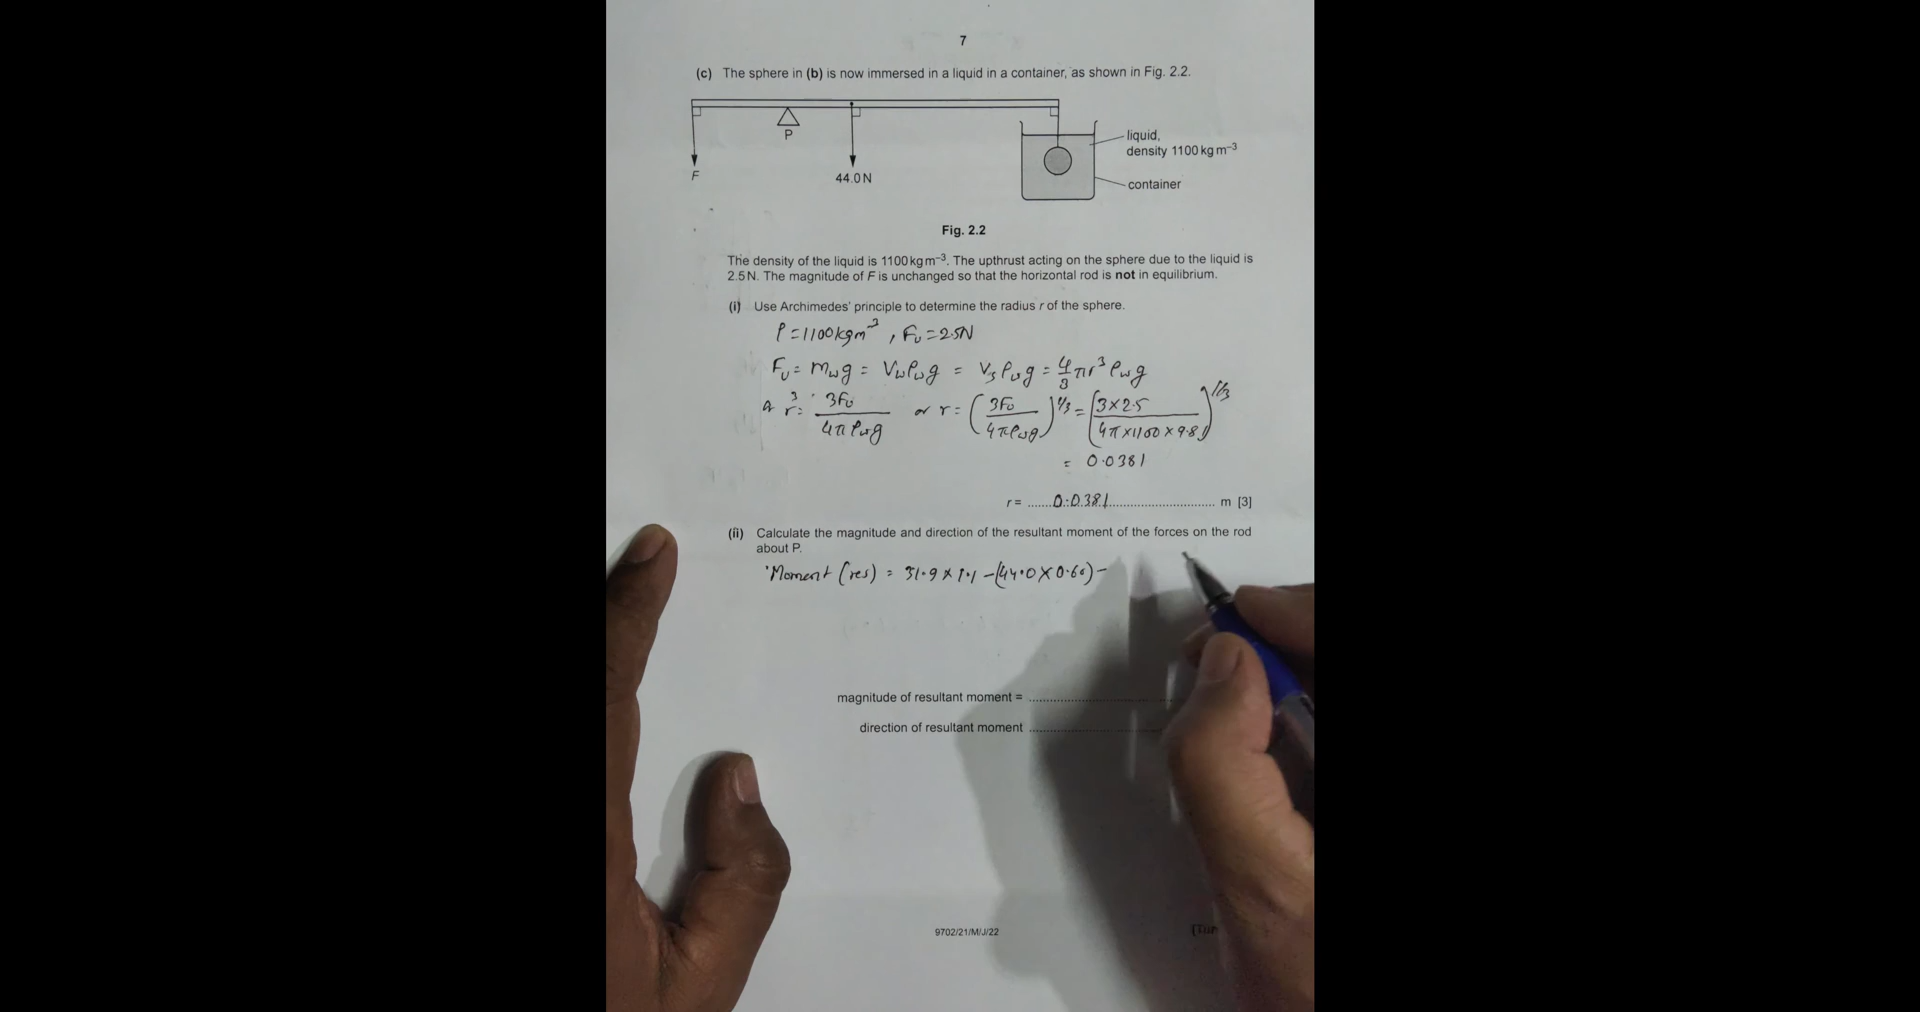 7
(c) The sphere in (b) is now immersed in a liquid in a container, as shown in Fig. 2.2.
P
liquid,
density 1100 kg m⁻³
F
44.0 N
container
Fig. 2.2
The density of the liquid is 1100 kg m⁻³. The upthrust acting on the sphere due to the liquid is
2.5 N. The magnitude of F is unchanged so that the horizontal rod is not in equilibrium.
(i) Use Archimedes' principle to determine the radius r of the sphere.
ρ = 1100 kg m⁻³, F_U = 2.5N
F_U = m_w g = V_w ρ_w g = V_s ρ_w g = 4/3 πr³ ρ_w g
r³ = 3F_U / 4πρ_w g or r = (3F_U / 4πρ_w g)^1/3 = (3×2.5 / 4π×1100×9.81)^1/3
= 0.0381
r = ....... 0.0381 ....... m [3]
(ii) Calculate the magnitude and direction of the resultant moment of the forces on the rod
about P.
Moment (res) = 31.9 × 1.1 - (44.0 × 0.60) -
magnitude of resultant moment = .......
direction of resultant moment .......
9702/21/M/J/22